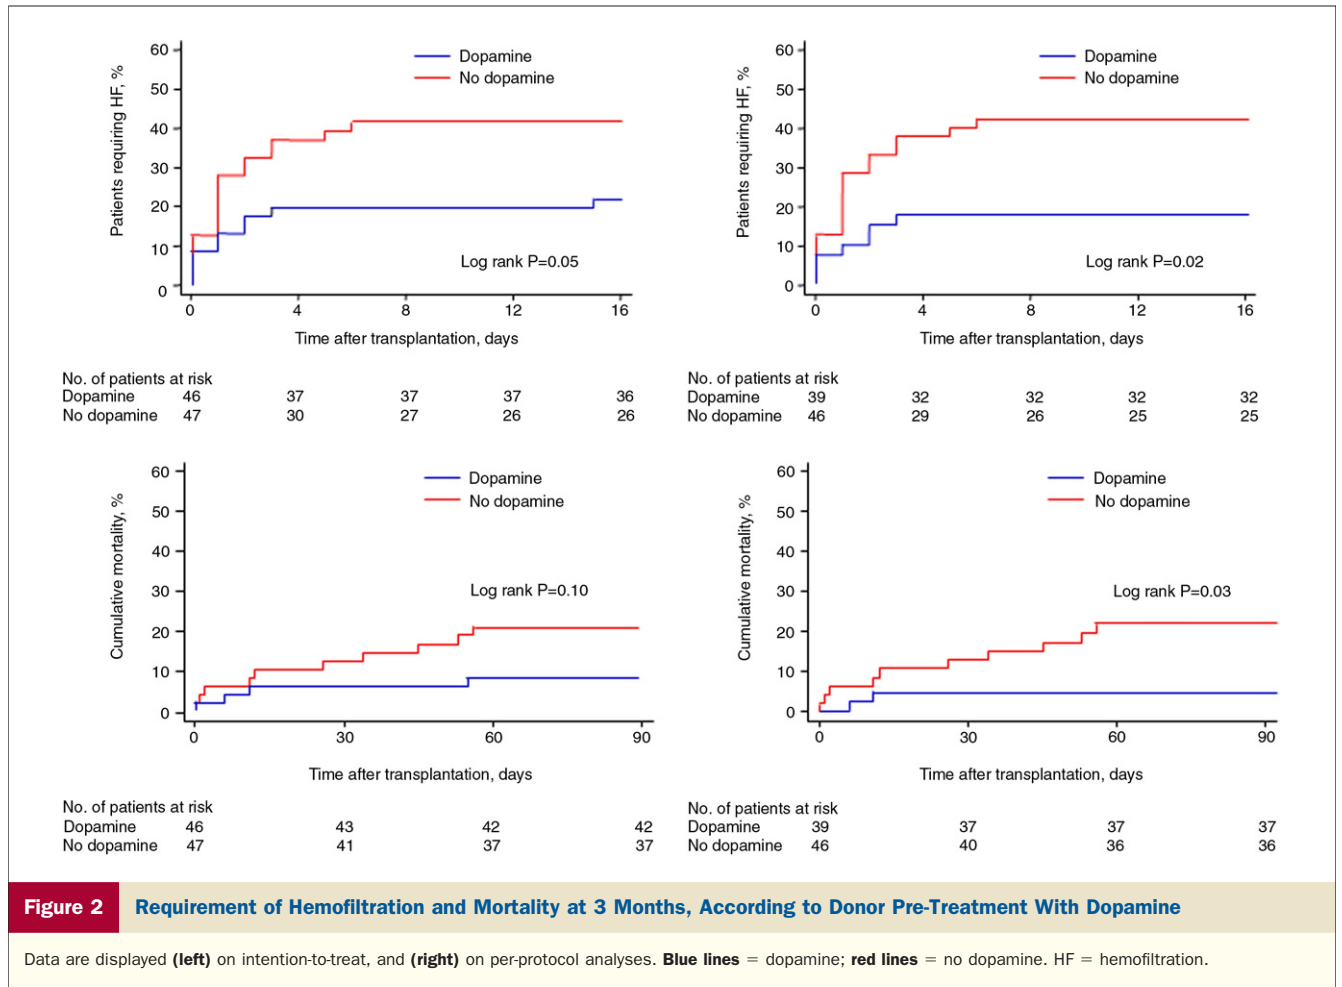 Patients requiring HF, %
60
50
40
30
20
10
0
Dopamine
No dopamine
Log rank P=0.05
0 4 8 12 16
Time after transplantation, days
No. of patients at risk
Dopamine 46 37 37 37 36
No dopamine 47 30 27 26 26
Patients requiring HF, %
60
50
40
30
20
10
0
Dopamine
No dopamine
Log rank P=0.02
0 4 8 12 16
Time after transplantation, days
No. of patients at risk
Dopamine 39 32 32 32 32
No dopamine 46 29 26 25 25
Cumulative mortality, %
60
50
40
30
20
10
0
Dopamine
No dopamine
Log rank P=0.10
0 30 60 90
Time after transplantation, days
No. of patients at risk
Dopamine 46 43 42 42
No dopamine 47 41 37 37
Cumulative mortality, %
60
50
40
30
20
10
0
Dopamine
No dopamine
Log rank P=0.03
0 30 60 90
Time after transplantation, days
No. of patients at risk
Dopamine 39 37 37 37
No dopamine 46 40 36 36
Figure 2 Requirement of Hemofiltration and Mortality at 3 Months, According to Donor Pre-Treatment With Dopamine
Data are displayed (left) on intention-to-treat, and (right) on per-protocol analyses. Blue lines = dopamine; red lines = no dopamine. HF = hemofiltration.